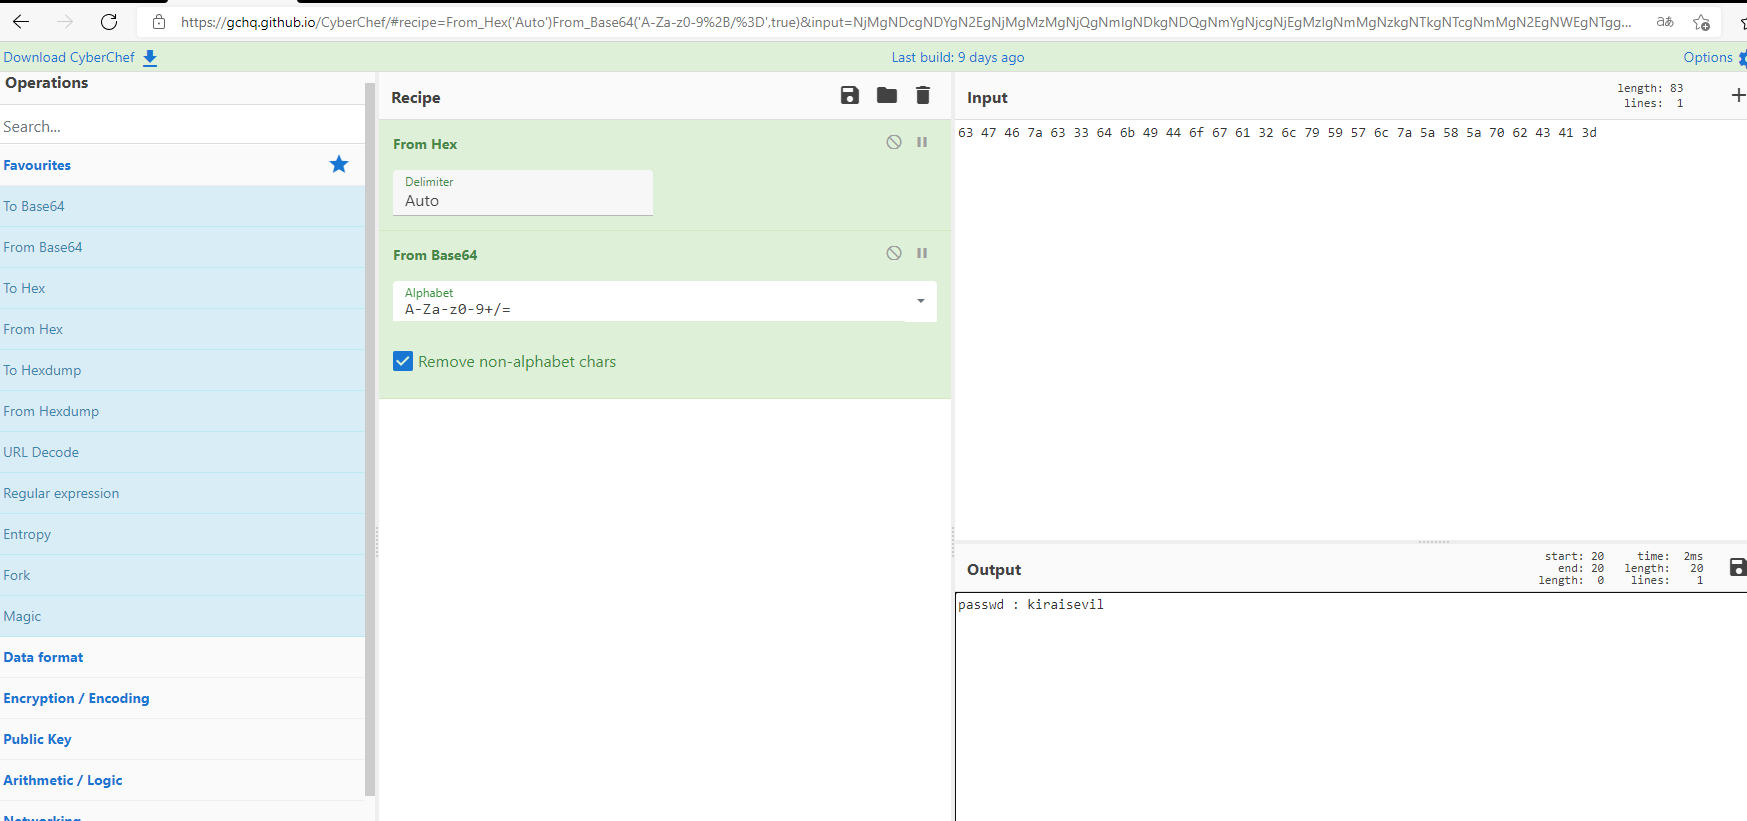 https://gchq.github.io/CyberChef/#recipe=From_Hex('Auto')From_Base64('A-Za-z0-9%2B/%3D',true)&input=NjMgNDcgNDYgN2EgNjMgMzMgNjQgNmIgNDkgNDQgNmYgNjcgNjEgMzIgNmMgNzkgNTkgNTcgNmMgN2EgNWEgNTgg...
Download CyberChef
Last build: 9 days ago
Options
Operations
Search...
Favourites
To Base64
From Base64
To Hex
From Hex
To Hexdump
From Hexdump
URL Decode
Regular expression
Entropy
Fork
Magic
Data format
Encryption / Encoding
Public Key
Arithmetic / Logic
Networking
Recipe
From Hex
Delimiter
Auto
From Base64
Alphabet
A-Za-z0-9+/=
Remove non-alphabet chars
Input
length: 83
lines: 1
63 47 46 7a 63 33 64 6b 49 44 6f 67 61 32 6c 79 59 57 6c 7a 5a 58 5a 70 62 43 41 3d
Output
start: 20 time: 2ms
end: 20 length: 20
length: 0 lines: 1
passwd : kiraisevil